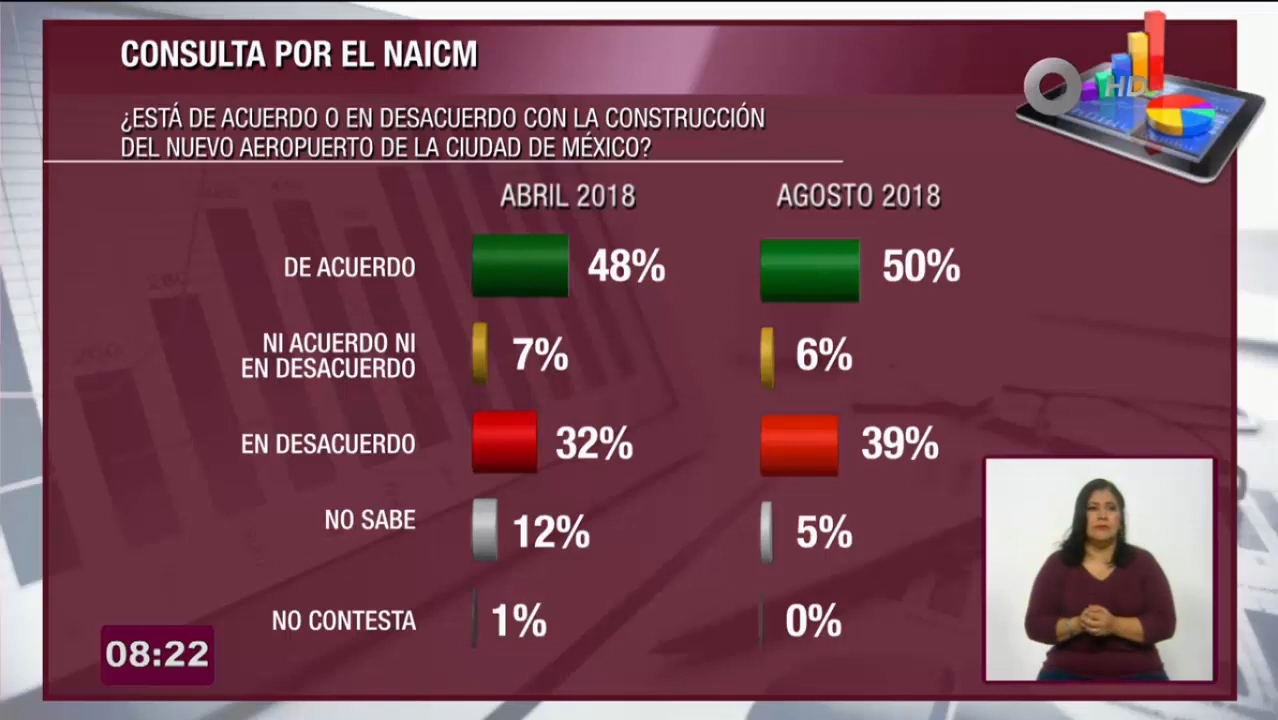 CONSULTA POR EL NAICM
HD
¿ESTÁ DE ACUERDO O EN DESACUERDO CON LA CONSTRUCCIÓN
DEL NUEVO AEROPUERTO DE LA CIUDAD DE MÉXICO?
ABRIL 2018 AGOSTO 2018
DE ACUERDO 48% 50%
NI ACUERDO NI
EN DESACUERDO 7% 6%
EN DESACUERDO 32% 39%
NO SABE 12% 5%
NO CONTESTA 1% 0%
08:22